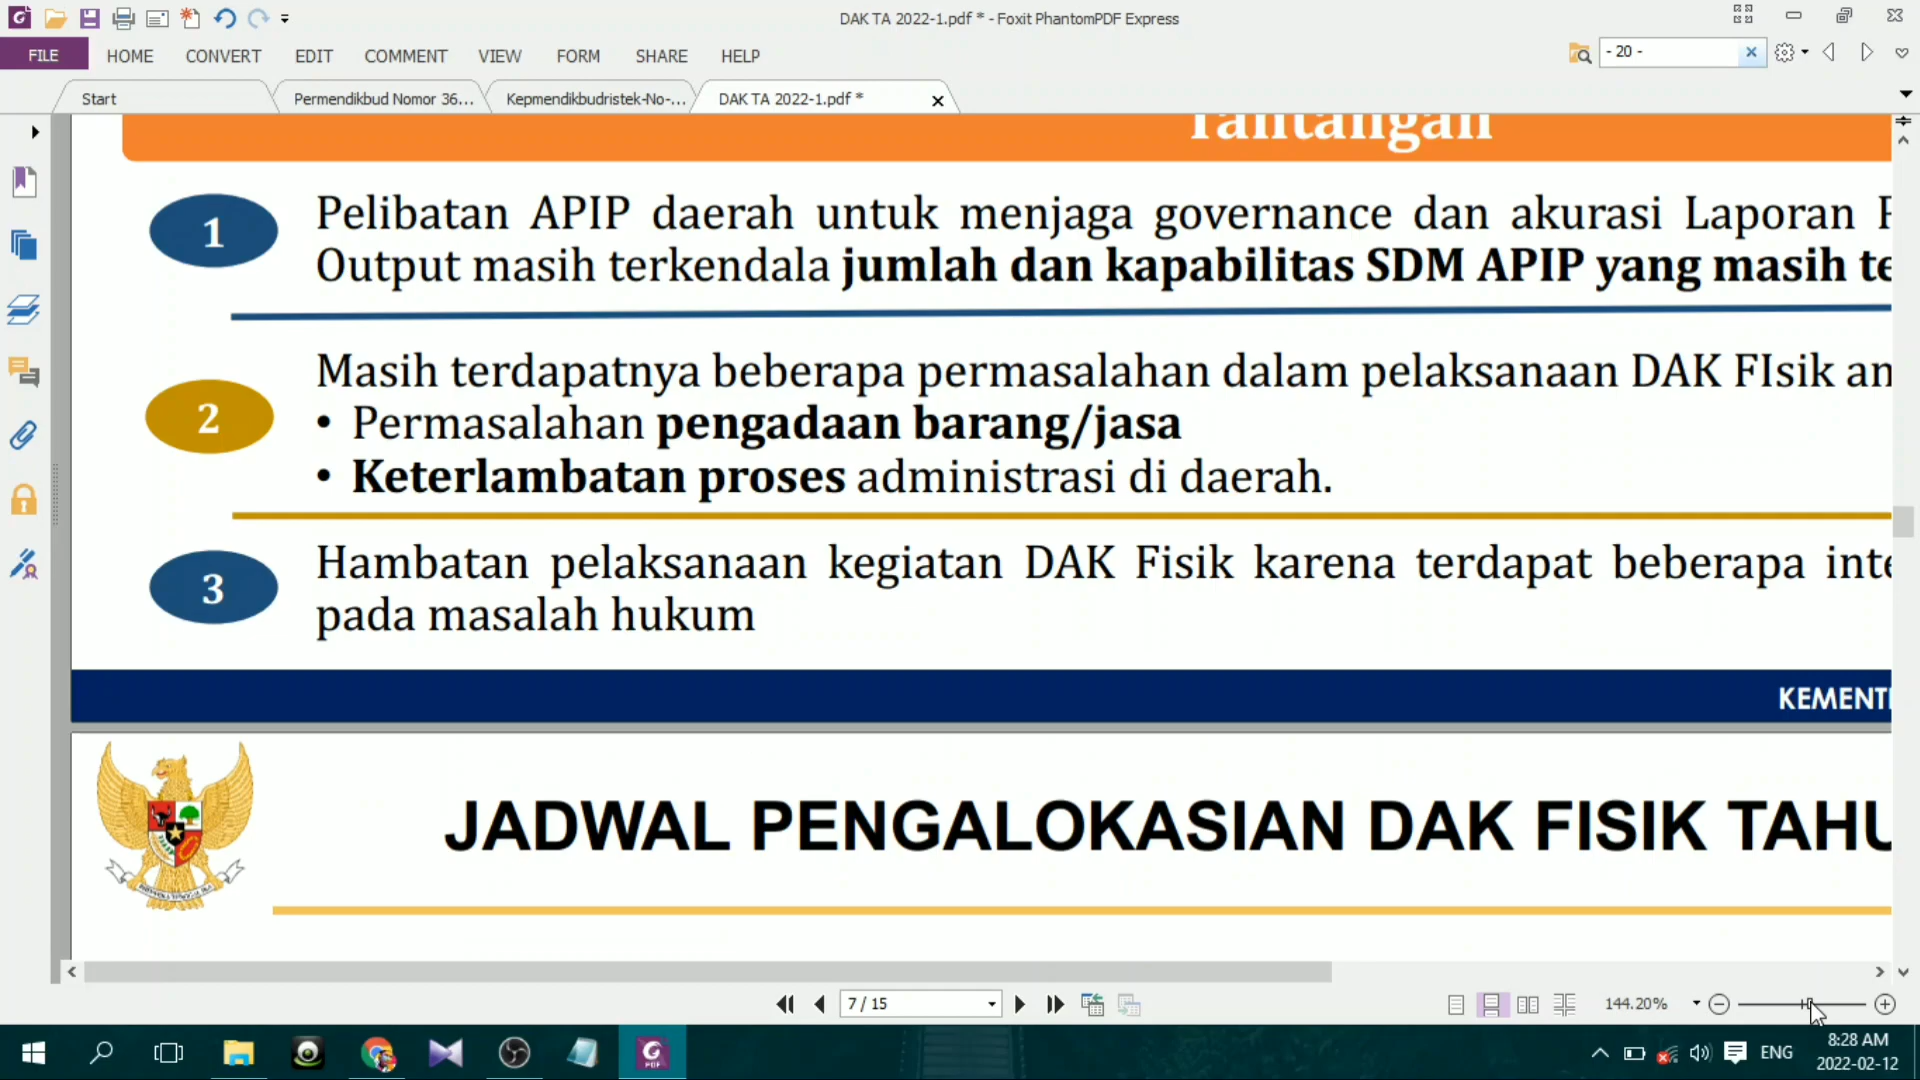 DAK TA 2022-1.pdf * - Foxit PhantomPDF Express
FILE HOME CONVERT EDIT COMMENT VIEW FORM SHARE HELP
- 20 -
Start Permendikbud Nomor 36... Kepmendikbudristek-No-... DAK TA 2022-1.pdf *
Tantangan
1
Pelibatan APIP daerah untuk menjaga governance dan akurasi Laporan
Output masih terkendala jumlah dan kapabilitas SDM APIP yang masih te
2
Masih terdapatnya beberapa permasalahan dalam pelaksanaan DAK FIsik an
• Permasalahan pengadaan barang/jasa
• Keterlambatan proses administrasi di daerah.
3
Hambatan pelaksanaan kegiatan DAK Fisik karena terdapat beberapa inte
pada masalah hukum
KEMENT
JADWAL PENGALOKASIAN DAK FISIK TAHU
7 / 15
144.20%
ENG
8:28 AM
2022-02-12